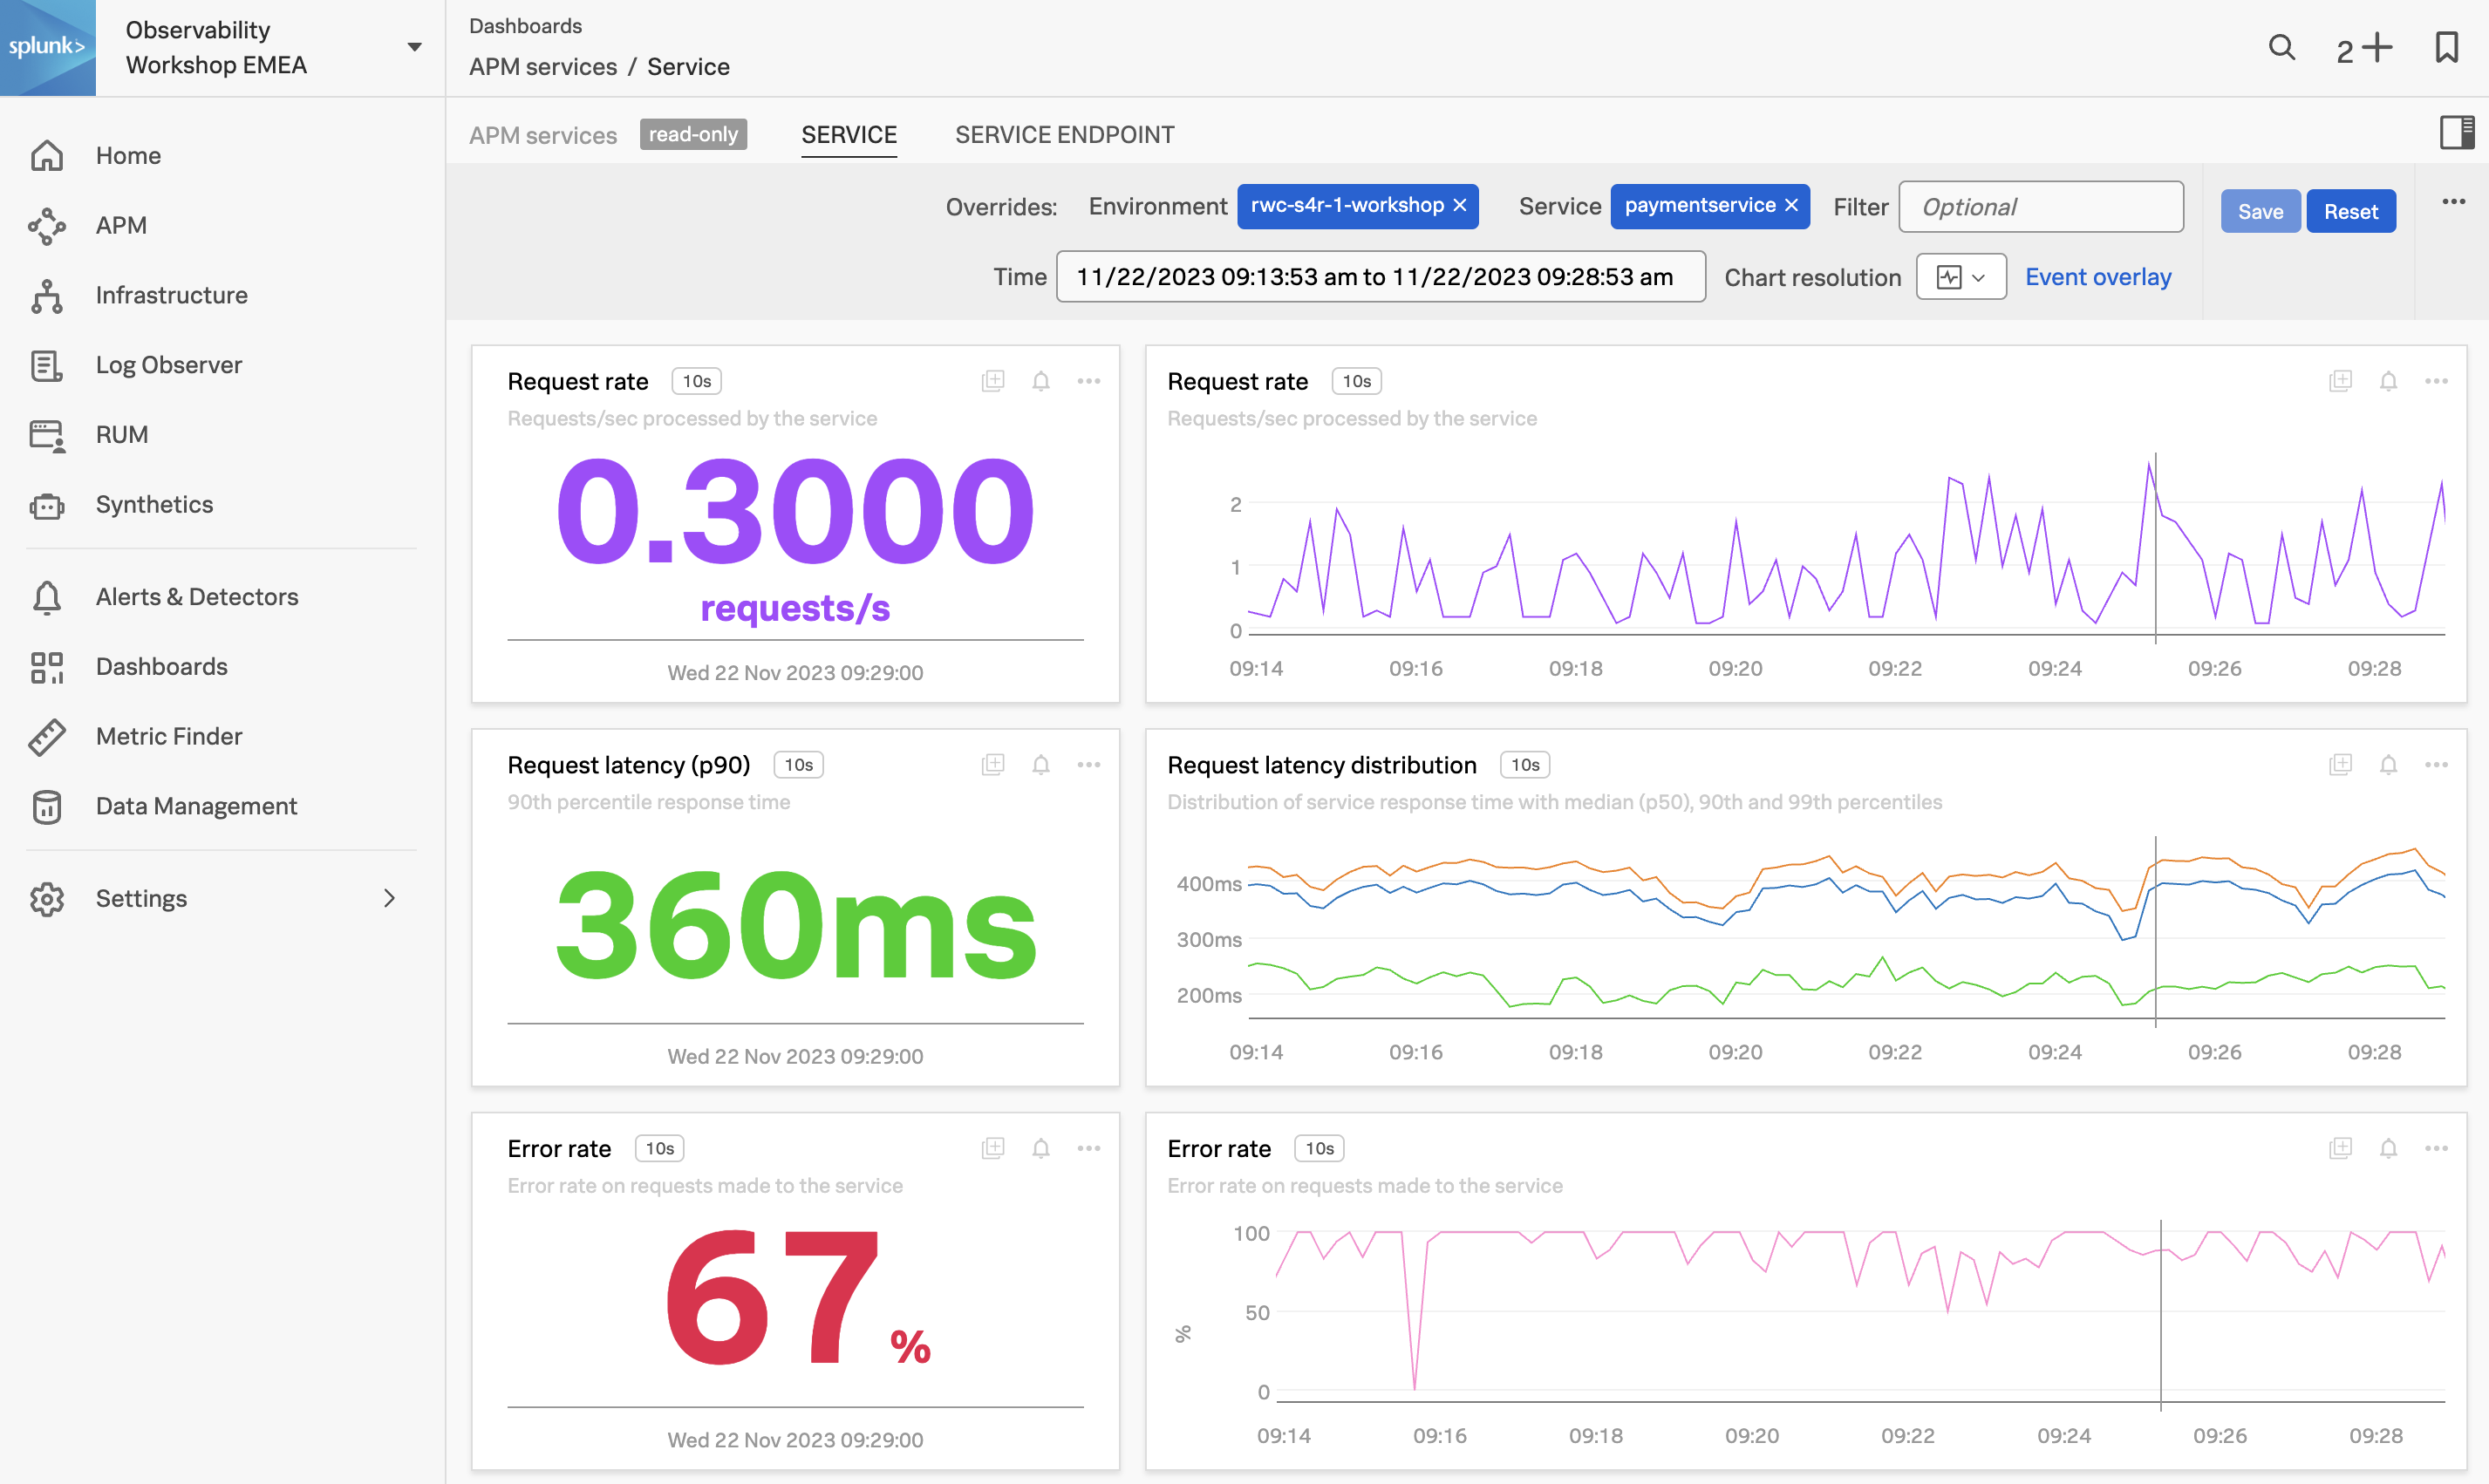 splunk>
Observability
Workshop EMEA
Dashboards
APM services / Service
2
Home
APM
Infrastructure
Log Observer
RUM
Synthetics
Alerts & Detectors
Dashboards
Metric Finder
Data Management
Settings
APM services read-only SERVICE SERVICE ENDPOINT
Overrides: Environment rwc-s4r-1-workshop × Service paymentservice × Filter Optional Save Reset
Time 11/22/2023 09:13:53 am to 11/22/2023 09:28:53 am Chart resolution Event overlay
Request rate 10s
Requests/sec processed by the service
0.3000
requests/s
Wed 22 Nov 2023 09:29:00
Request rate 10s
Requests/sec processed by the service
2
1
0
09:14 09:16 09:18 09:20 09:22 09:24 09:26 09:28
Request latency (p90) 10s
90th percentile response time
360ms
Wed 22 Nov 2023 09:29:00
Request latency distribution 10s
Distribution of service response time with median (p50), 90th and 99th percentiles
400ms
300ms
200ms
09:14 09:16 09:18 09:20 09:22 09:24 09:26 09:28
Error rate 10s
Error rate on requests made to the service
67 %
Wed 22 Nov 2023 09:29:00
Error rate 10s
Error rate on requests made to the service
100
50
%
0
09:14 09:16 09:18 09:20 09:22 09:24 09:26 09:28